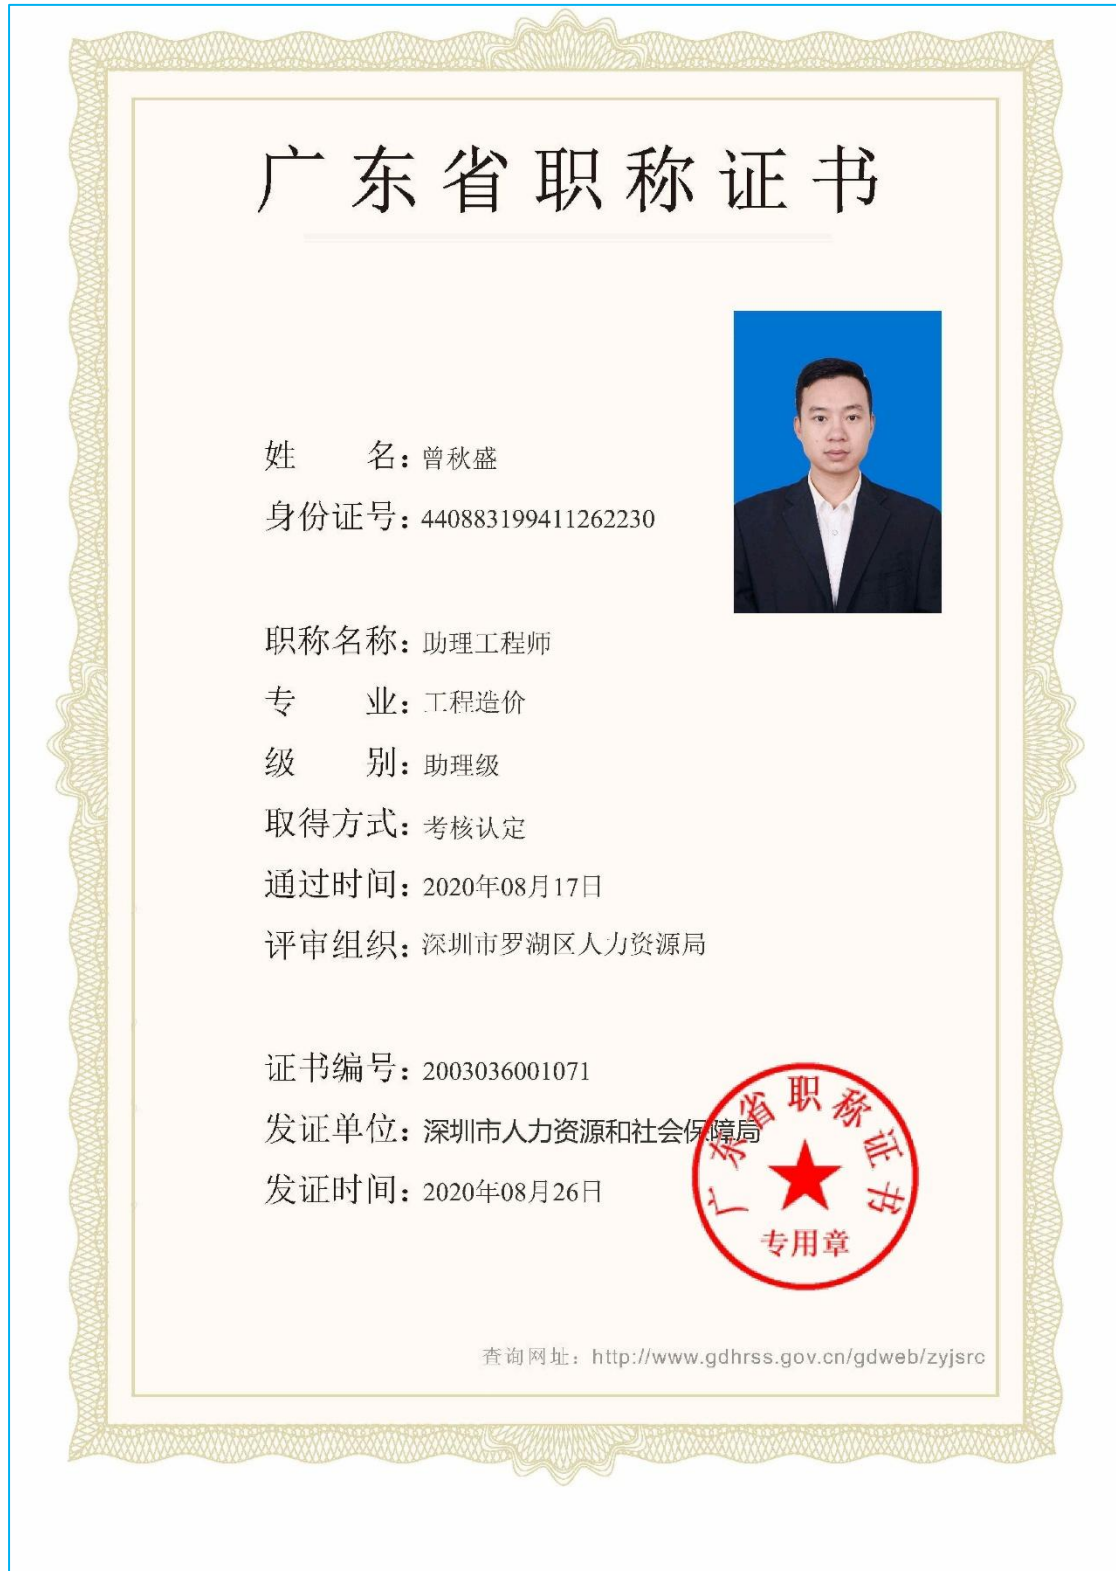 广东省职称证书
姓 名：曾秋盛
身份证号：440883199411262230
职称名称：助理工程师
专 业：工程造价
级 别：助理级
取得方式：考核认定
通过时间：2020年08月17日
评审组织：深圳市罗湖区人力资源局
证书编号：2003036001071
发证单位：深圳市人力资源和社会保障局
发证时间：2020年08月26日
广东省职称证书
专用章
查询网址：http://www.gdhrss.gov.cn/gdweb/zyjsrc